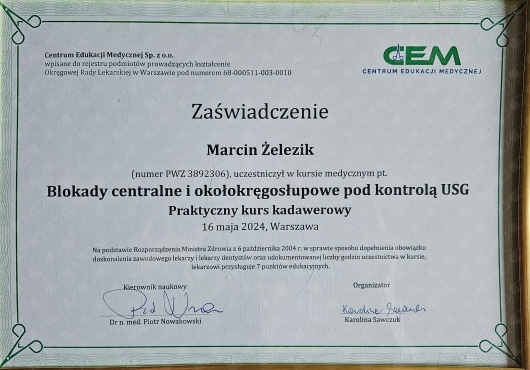 Centrum Edukacji Medycznej Sp. z o.o.
wpisane do rejestru podmiotów prowadzących kształcenie
Okręgowej Rady Lekarskiej w Warszawie pod numerem 68-000511-003-0010
CEM
CENTRUM EDUKACJI MEDYCZNEJ
Zaświadczenie
Marcin Żelezik
(numer PWZ 3892306), uczestniczył w kursie medycznym pt.
Blokady centralne i okołokręgosłupowe pod kontrolą USG
Praktyczny kurs kadawerowy
16 maja 2024, Warszawa
Na podstawie Rozporządzenia Ministra Zdrowia z 6 października 2004 r. w sprawie sposobu dopełnienia obowiązku
doskonalenia zawodowego lekarzy i lekarzy dentystów oraz udokumentowanej liczby godzin uczestnictwa w kursie,
lekarzowi przysługuje 7 punktów edukacyjnych.
Kierownik naukowy
Dr n. med. Piotr Nowakowski
Organizator
Karolina Sawczuk